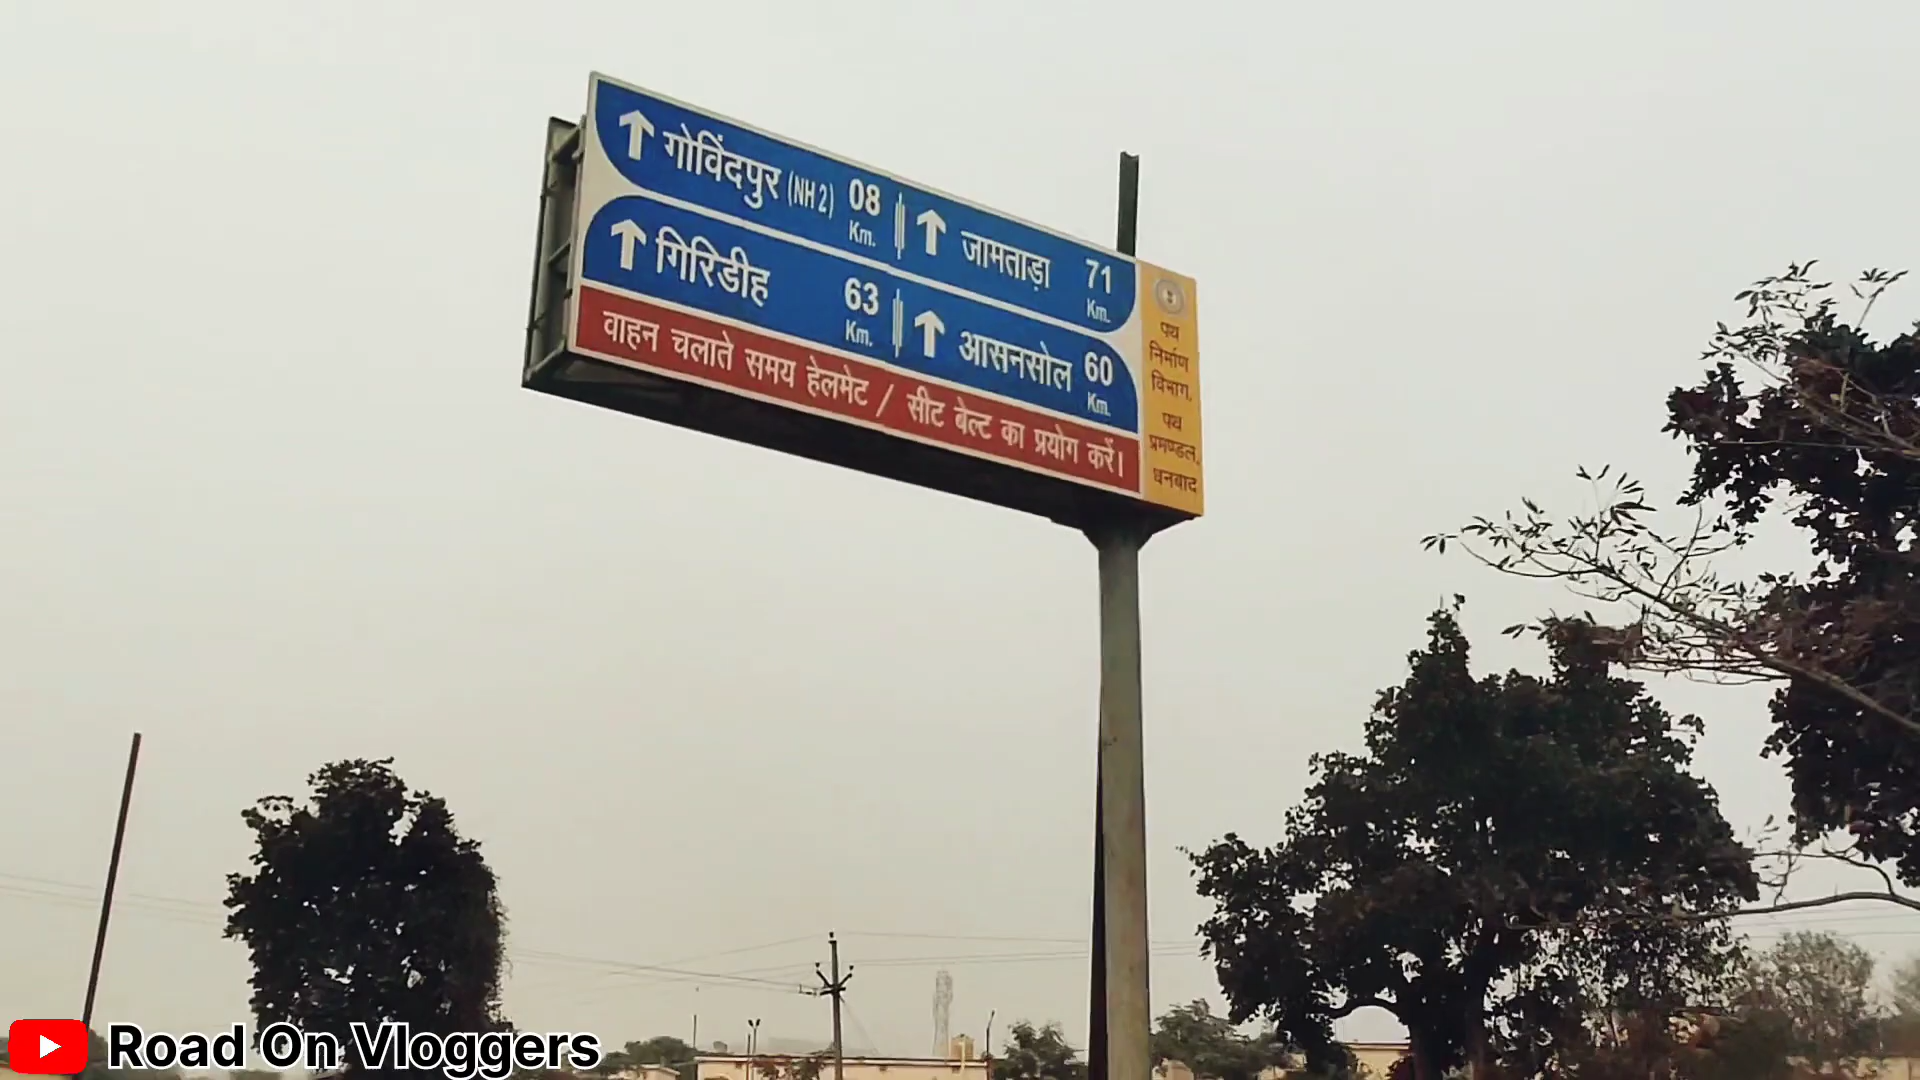 गोविंदपुर (NH 2) 08 Km.
जामताड़ा 71 Km.
गिरिडीह 63 Km.
आसनसोल 60 Km.
वाहन चलाते समय हेलमेट / सीट बेल्ट का प्रयोग करें।
पथ
निर्माण
विभाग,
पथ
प्रमण्डल,
धनबाद
Road On Vloggers